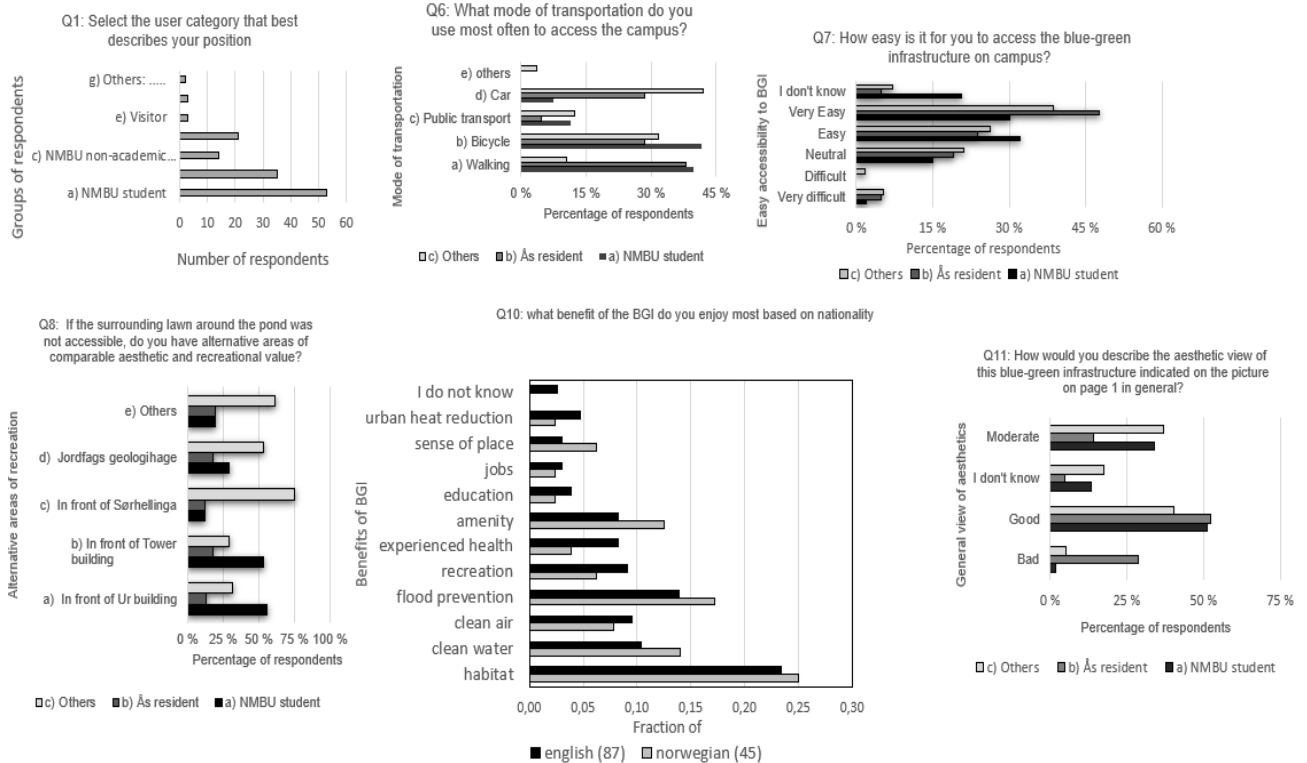 Q1: Select the user category that best
describes your position
Groups of respondents
g) Others: .....
e) Visitor
c) NMBU non-academic...
a) NMBU student
0 10 20 30 40 50 60
Number of respondents
Q6: What mode of transportation do you
use most often to access the campus?
Mode of transportation
e) others
d) Car
c) Public transport
b) Bicycle
a) Walking
0 % 15 % 30 % 45 %
Percentage of respondents
c) Others b) Ås resident a) NMBU student
Q7: How easy is it for you to access the blue-green
infrastructure on campus?
Easy accessibility to BGI
I don't know
Very Easy
Easy
Neutral
Difficult
Very difficult
0 % 15 % 30 % 45 % 60 %
Percentage of respondents
c) Others b) Ås resident a) NMBU student
Q8: If the surrounding lawn around the pond was
not accessible, do you have alternative areas of
comparable aesthetic and recreational value?
Alternative areas of recreation
e) Others
d) Jordfags geologihage
c) In front of Sørhellinga
b) In front of Tower
building
a) In front of Ur building
0 % 25 % 50 % 75 % 100 %
Percentage of respondents
c) Others b) Ås resident a) NMBU student
Q10: what benefit of the BGI do you enjoy most based on nationality
Benefits of BGI
I do not know
urban heat reduction
sense of place
jobs
education
amenity
experienced health
recreation
flood prevention
clean air
clean water
habitat
0,00 0,05 0,10 0,15 0,20 0,25 0,30
Fraction of
english (87) norwegian (45)
Q11: How would you describe the aesthetic view of
this blue-green infrastructure indicated on the picture
on page 1 in general?
General view of aesthetics
Moderate
I don't know
Good
Bad
0 % 25 % 50 % 75 %
Percentage of respondents
c) Others b) Ås resident a) NMBU student